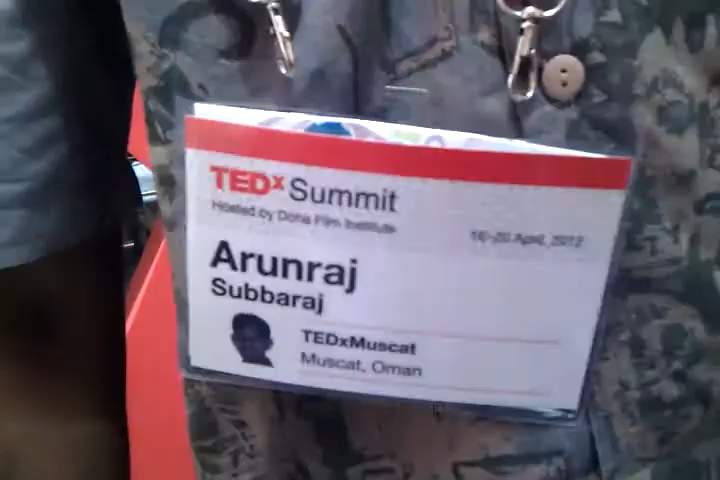 TEDx Summit
Hosted by Doha Film Institute
16-20 April, 2012
Arunraj
Subbaraj
TEDxMuscat
Muscat, Oman